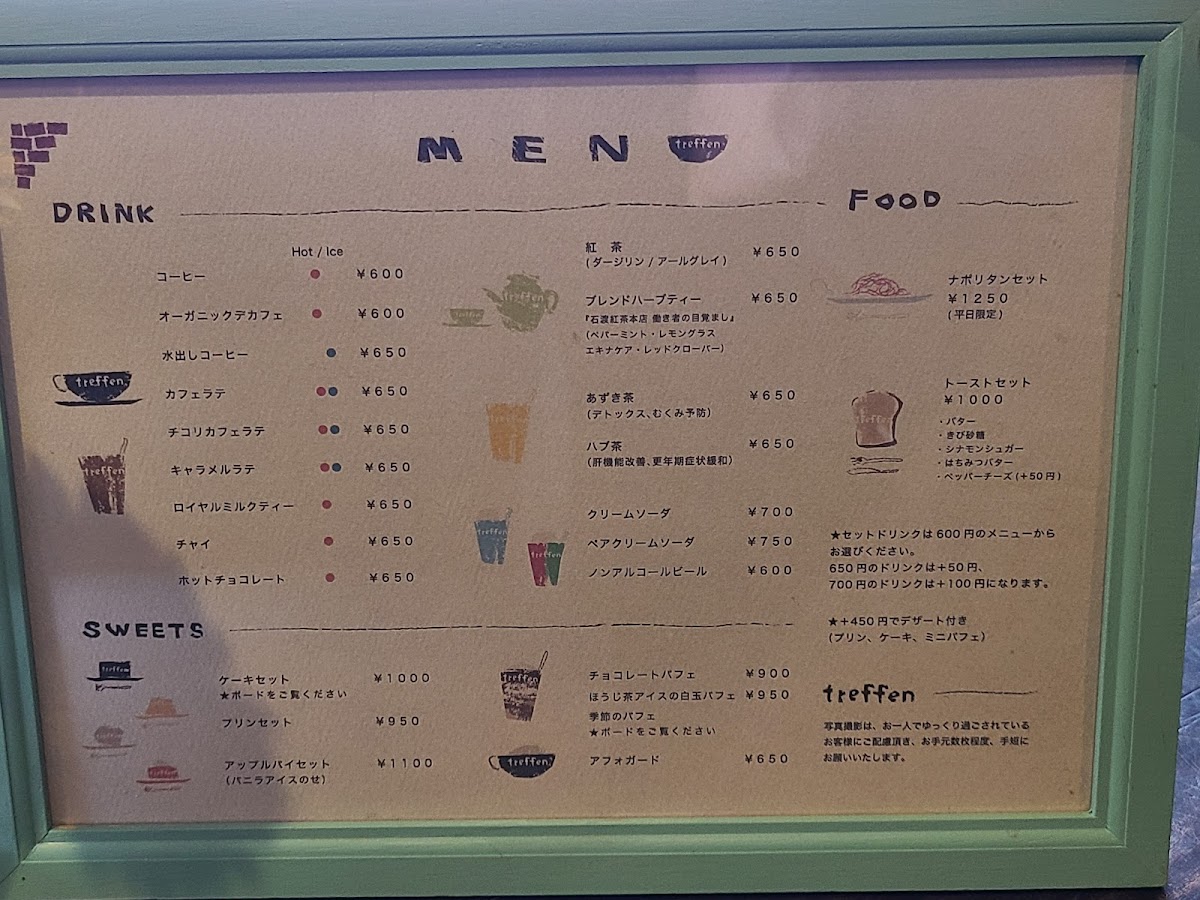 MEN
treffen
DRINK
Hot / Ice
コーヒー ¥600
オーガニックデカフェ ¥600
水出しコーヒー ¥650
カフェラテ ¥650
チコリカフェラテ ¥650
キャラメルラテ ¥650
ロイヤルミルクティー ¥650
チャイ ¥650
ホットチョコレート ¥650
treffen
treffen
紅 茶 ¥650
(ダージリン / アールグレイ)
ブレンドハーブティー ¥650
『石渡紅茶本店 働き者の目覚まし』
(ペパーミント・レモングラス
エキナケア・レッドクローバー)
あずき茶 ¥650
(デトックス、むくみ予防)
ハブ茶 ¥650
(肝機能改善、更年期症状緩和)
クリームソーダ ¥700
ペアクリームソーダ ¥750
ノンアルコールビール ¥600
treffen
treffen
treffen
treffen
treffen
FOOD
ナポリタンセット
¥1250
(平日限定)
トーストセット
¥1000
・バター
・きび砂糖
・シナモンシュガー
・はちみつバター
・ペッパーチーズ (+50円)
treffen
★セットドリンクは600円のメニューから
お選びください。
650円のドリンクは+50円、
700円のドリンクは+100円になります。
★+450円でデザート付き
(プリン、ケーキ、ミニパフェ)
SWEETS
treffen
treffen
treffen
treffen
ケーキセット ¥1000
★ボードをご覧ください
プリンセット ¥950
アップルパイセット ¥1100
(バニラアイスのせ)
treffen
treffen
チョコレートパフェ ¥900
ほうじ茶アイスの白玉パフェ ¥950
季節のパフェ
★ボードをご覧ください
アフォガード ¥650
treffen
写真撮影は、お一人でゆっくり過ごされている
お客様にご配慮頂き、お手元数枚程度、手短に
お願いいたします。